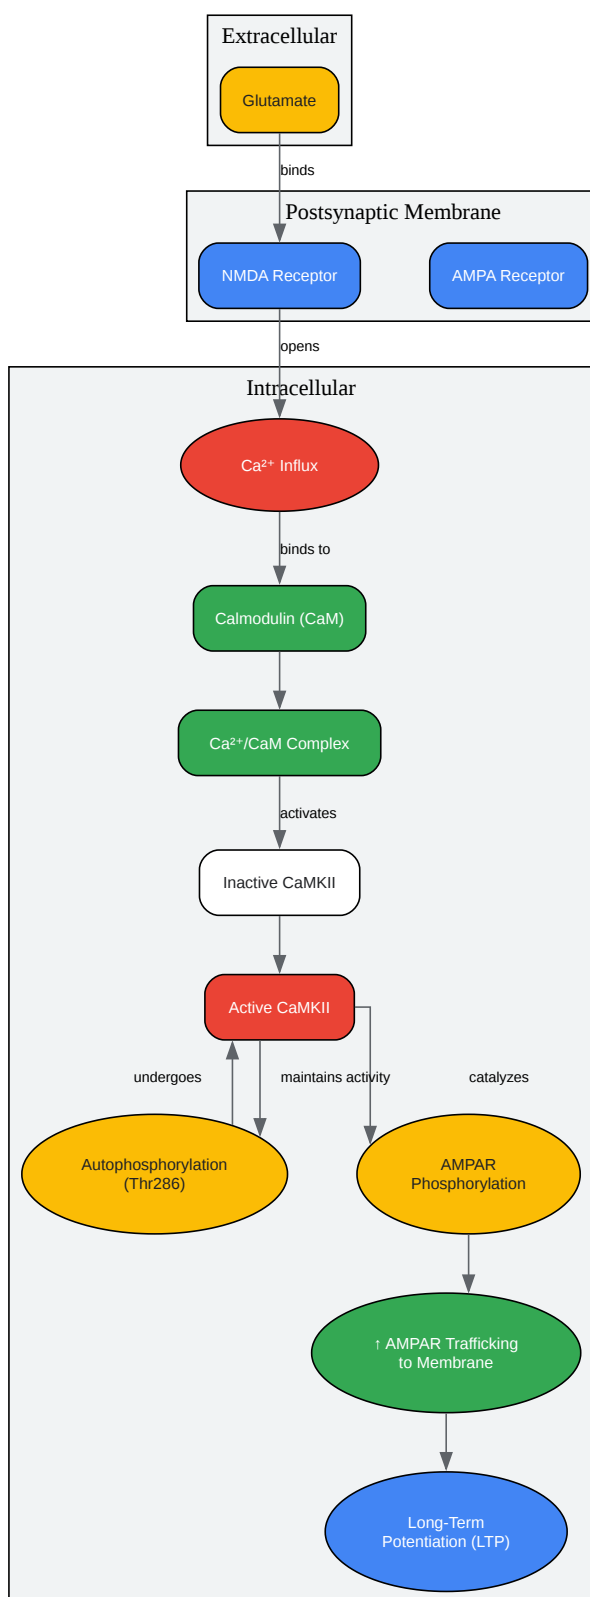 Extracellular
Glutamate
binds
Postsynaptic Membrane
NMDA Receptor
AMPA Receptor
opens
Intracellular
Ca²⁺ Influx
binds to
Calmodulin (CaM)
Ca²⁺/CaM Complex
activates
Inactive CaMKII
Active CaMKII
undergoes
maintains activity
catalyzes
Autophosphorylation
(Thr286)
AMPAR
Phosphorylation
↑ AMPAR Trafficking
to Membrane
Long-Term
Potentiation (LTP)